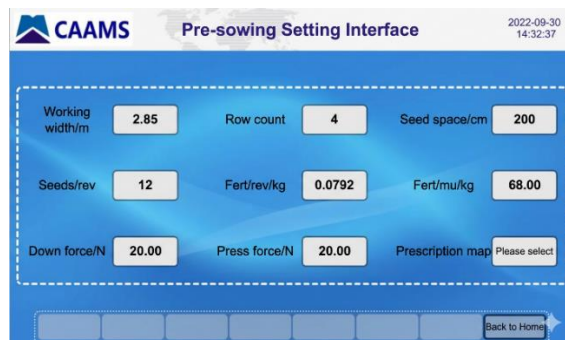 CAAMS
Pre-sowing Setting Interface
2022-09-30
14:32:37
Working
width/m
2.85
Row count
4
Seed space/cm
200
Seeds/rev
12
Fert/rev/kg
0.0792
Fert/mu/kg
68.00
Down force/N
20.00
Press force/N
20.00
Prescription map
Please select
Back to Home